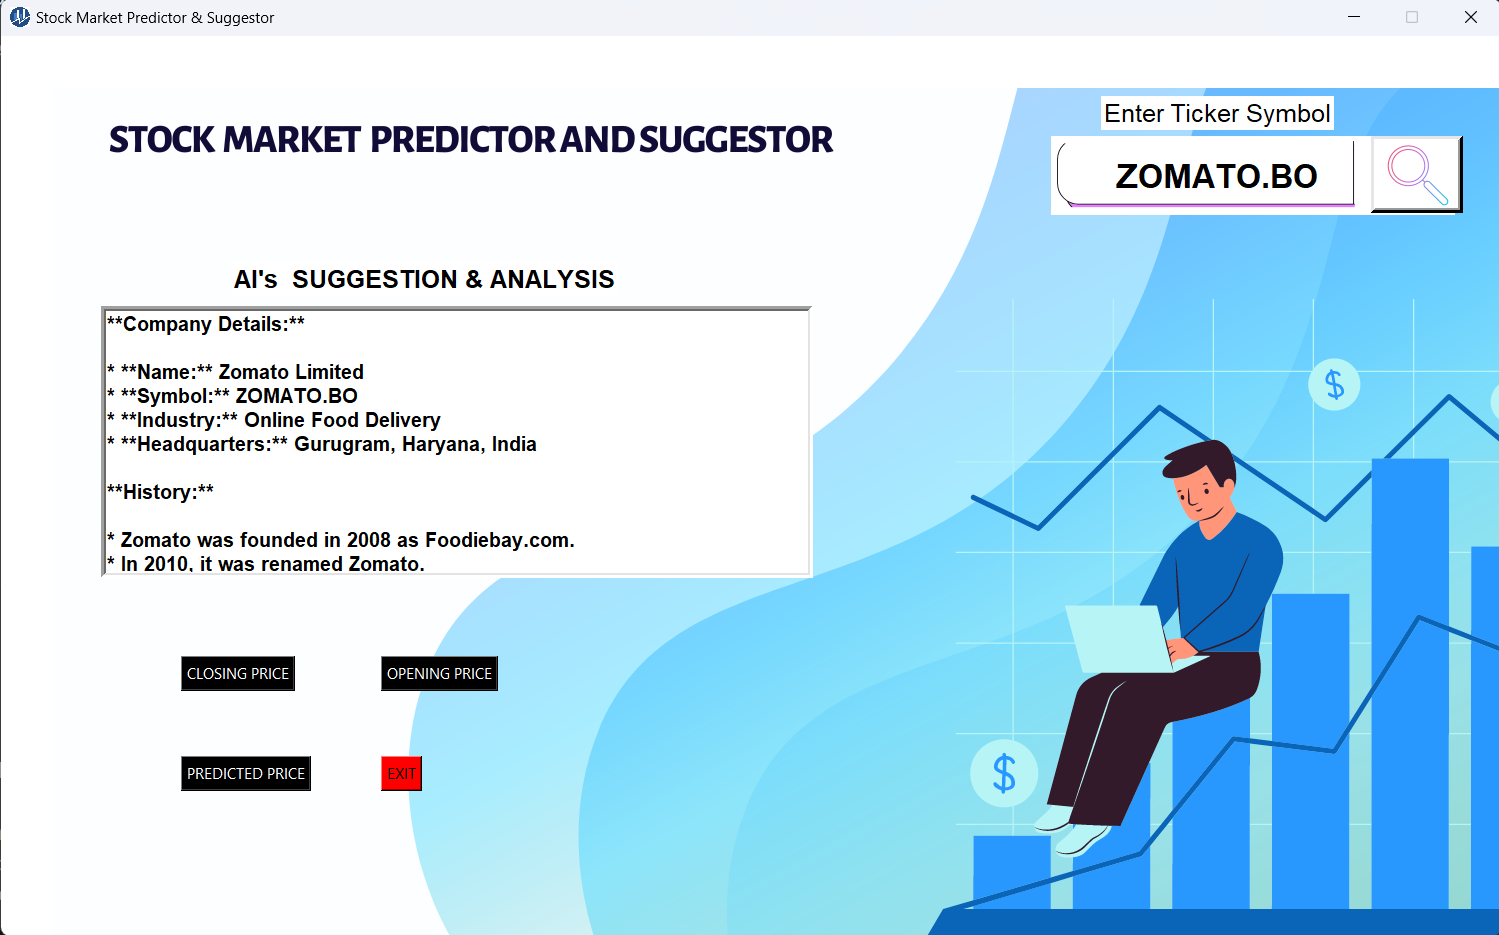 Stock Market Predictor & Suggestor
STOCK MARKET PREDICTOR AND SUGGESTOR
Enter Ticker Symbol
ZOMATO.BO
AI's  SUGGESTION & ANALYSIS
**Company Details:**
* **Name:** Zomato Limited
* **Symbol:** ZOMATO.BO
* **Industry:** Online Food Delivery
* **Headquarters:** Gurugram, Haryana, India
**History:**
* Zomato was founded in 2008 as Foodiebay.com.
* In 2010, it was renamed Zomato.
CLOSING PRICE
OPENING PRICE
PREDICTED PRICE
EXIT
$
$